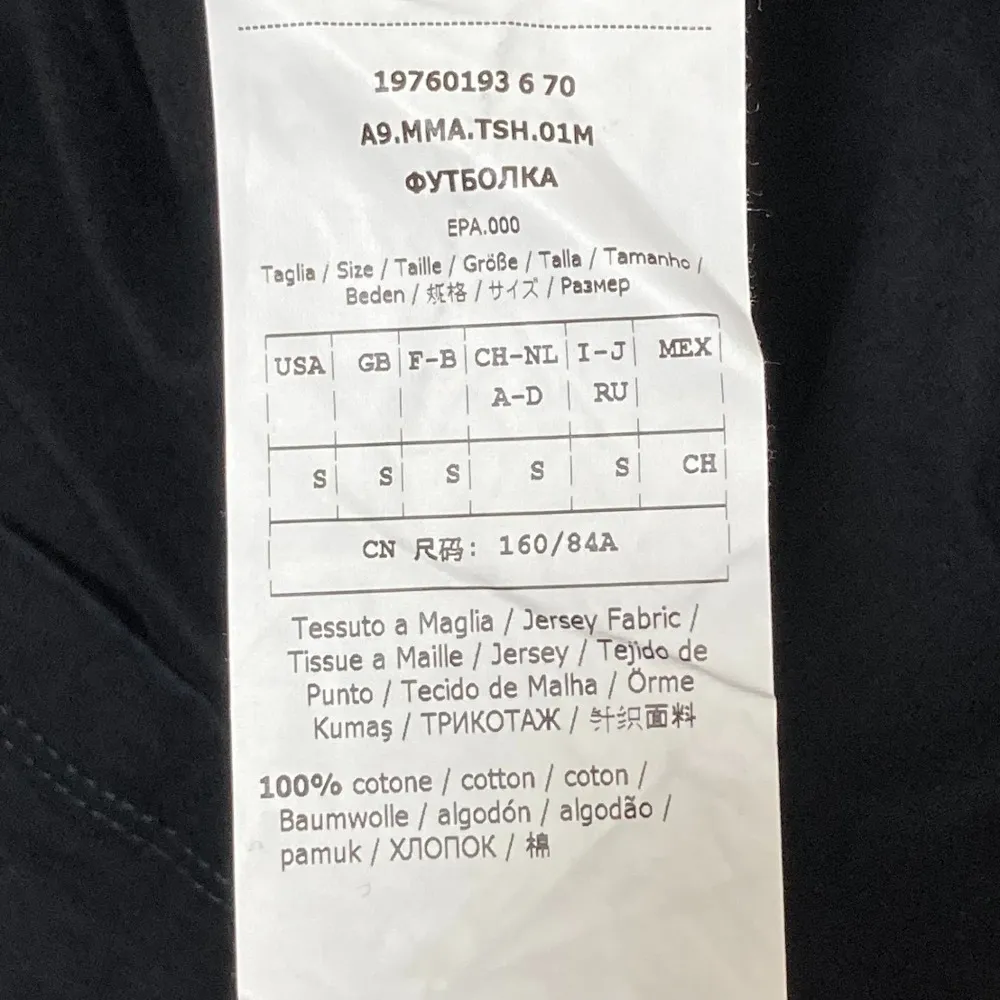 19760193 6 70
A9.MMA.TSH.01M
ФУТБОЛКА
EPA.000
Taglia / Size / Taille / Größe / Talla / Tamanho /
Beden / 规格 / サイズ / Размер
USA GB F-B CH-NL I-J MEX
A-D RU
S S S S S CH
CN 尺码: 160/84A
Tessuto a Maglia / Jersey Fabric /
Tissue a Maille / Jersey / Tejido de
Punto / Tecido de Malha / Örme
Kumaş / ТРИКОТАЖ / 针织面料
100% cotone / cotton / coton /
Baumwolle / algodón / algodão /
pamuk / ХЛОПОК / 棉